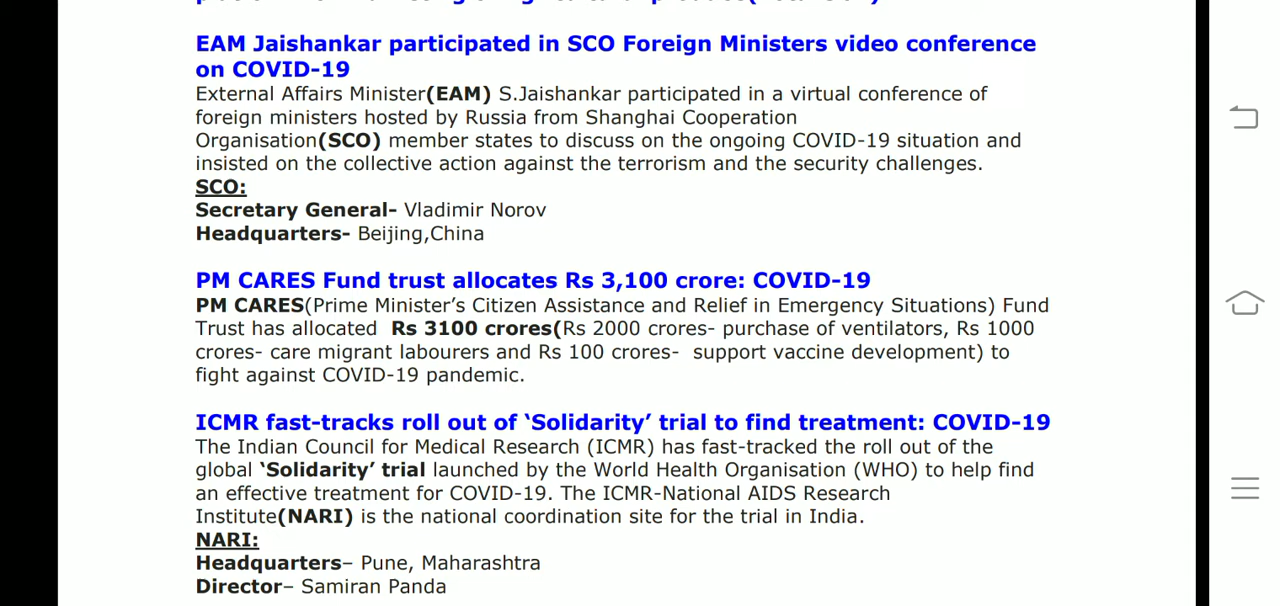 EAM Jaishankar participated in SCO Foreign Ministers video conference
on COVID-19
External Affairs Minister(EAM) S.Jaishankar participated in a virtual conference of
foreign ministers hosted by Russia from Shanghai Cooperation
Organisation(SCO) member states to discuss on the ongoing COVID-19 situation and
insisted on the collective action against the terrorism and the security challenges.
SCO:
Secretary General- Vladimir Norov
Headquarters- Beijing,China
PM CARES Fund trust allocates Rs 3,100 crore: COVID-19
PM CARES(Prime Minister’s Citizen Assistance and Relief in Emergency Situations) Fund
Trust has allocated  Rs 3100 crores(Rs 2000 crores- purchase of ventilators, Rs 1000
crores- care migrant labourers and Rs 100 crores-  support vaccine development) to
fight against COVID-19 pandemic.
ICMR fast-tracks roll out of ‘Solidarity’ trial to find treatment: COVID-19
The Indian Council for Medical Research (ICMR) has fast-tracked the roll out of the
global ‘Solidarity’ trial launched by the World Health Organisation (WHO) to help find
an effective treatment for COVID-19. The ICMR-National AIDS Research
Institute(NARI) is the national coordination site for the trial in India.
NARI:
Headquarters– Pune, Maharashtra
Director– Samiran Panda